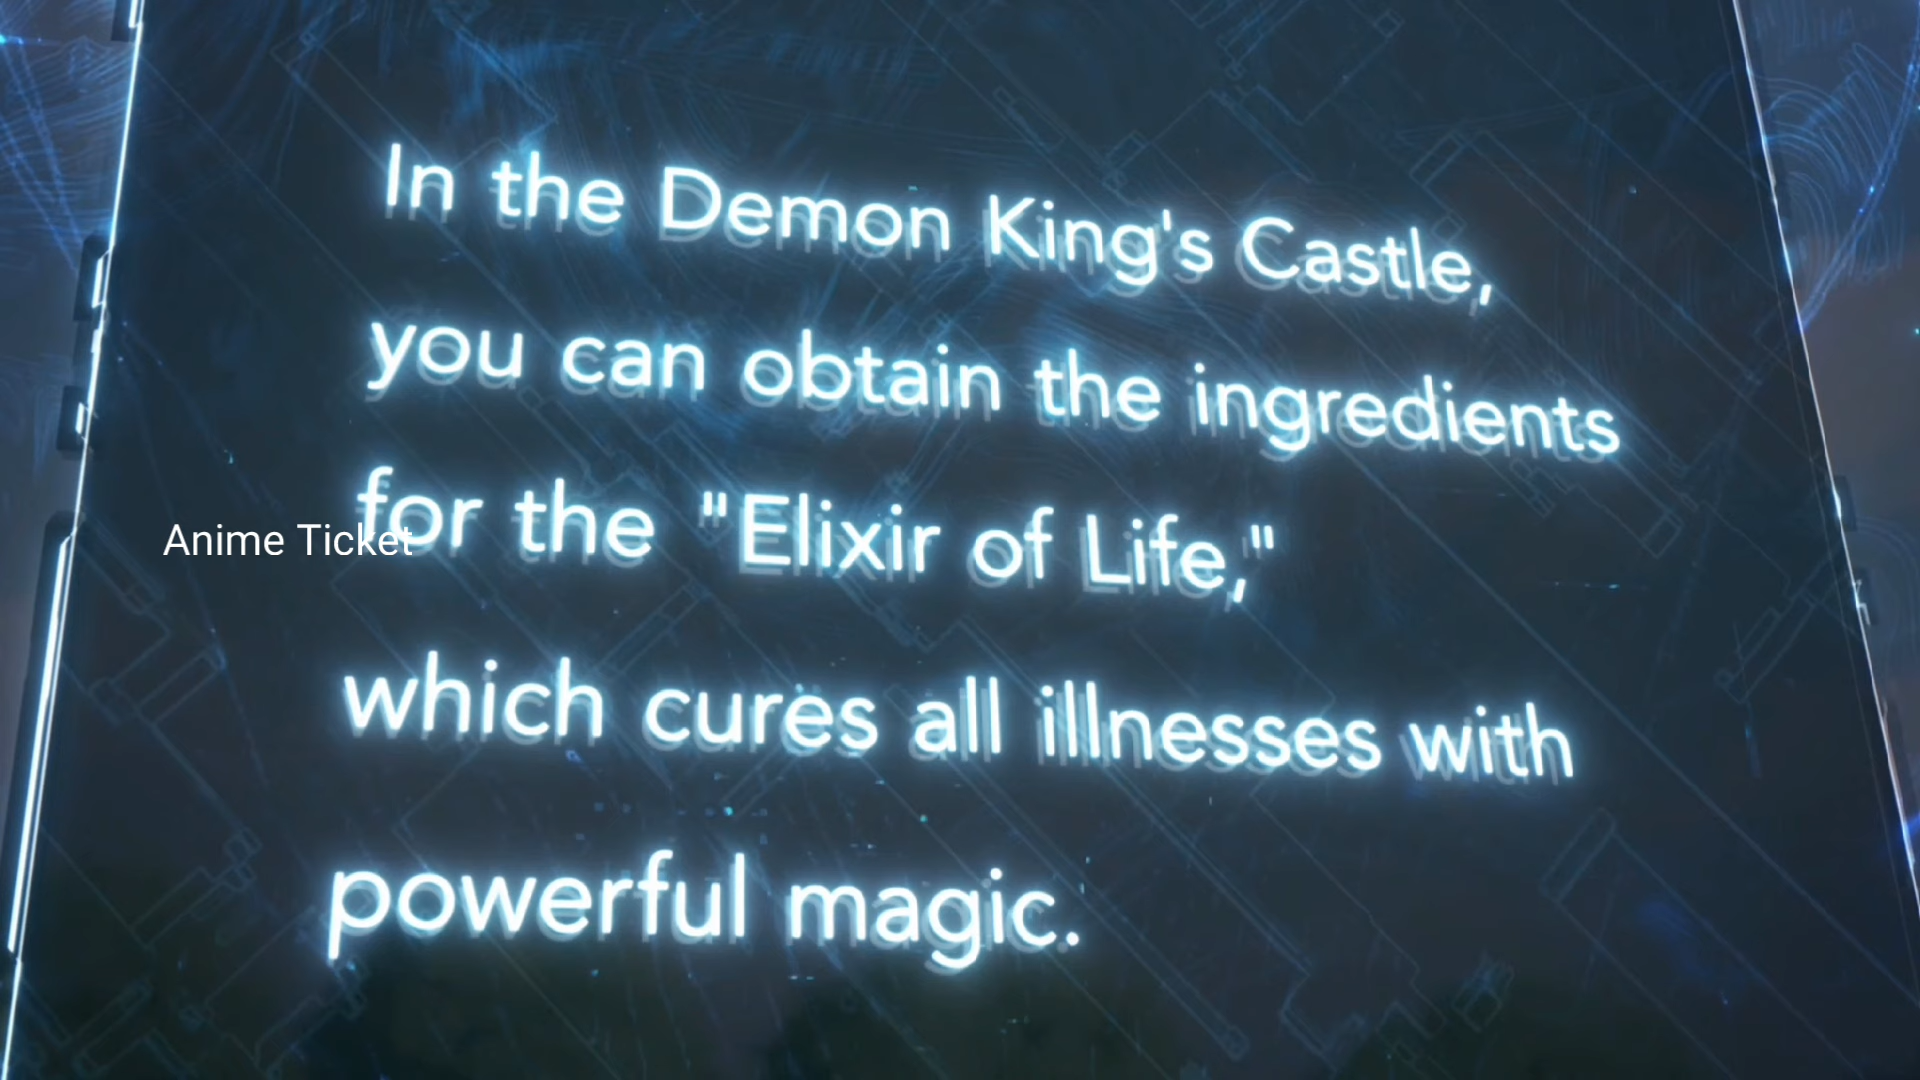 In the Demon King's Castle,
you can obtain the ingredients
for the "Elixir of Life,"
Anime Ticket
which cures all illnesses with
powerful magic.